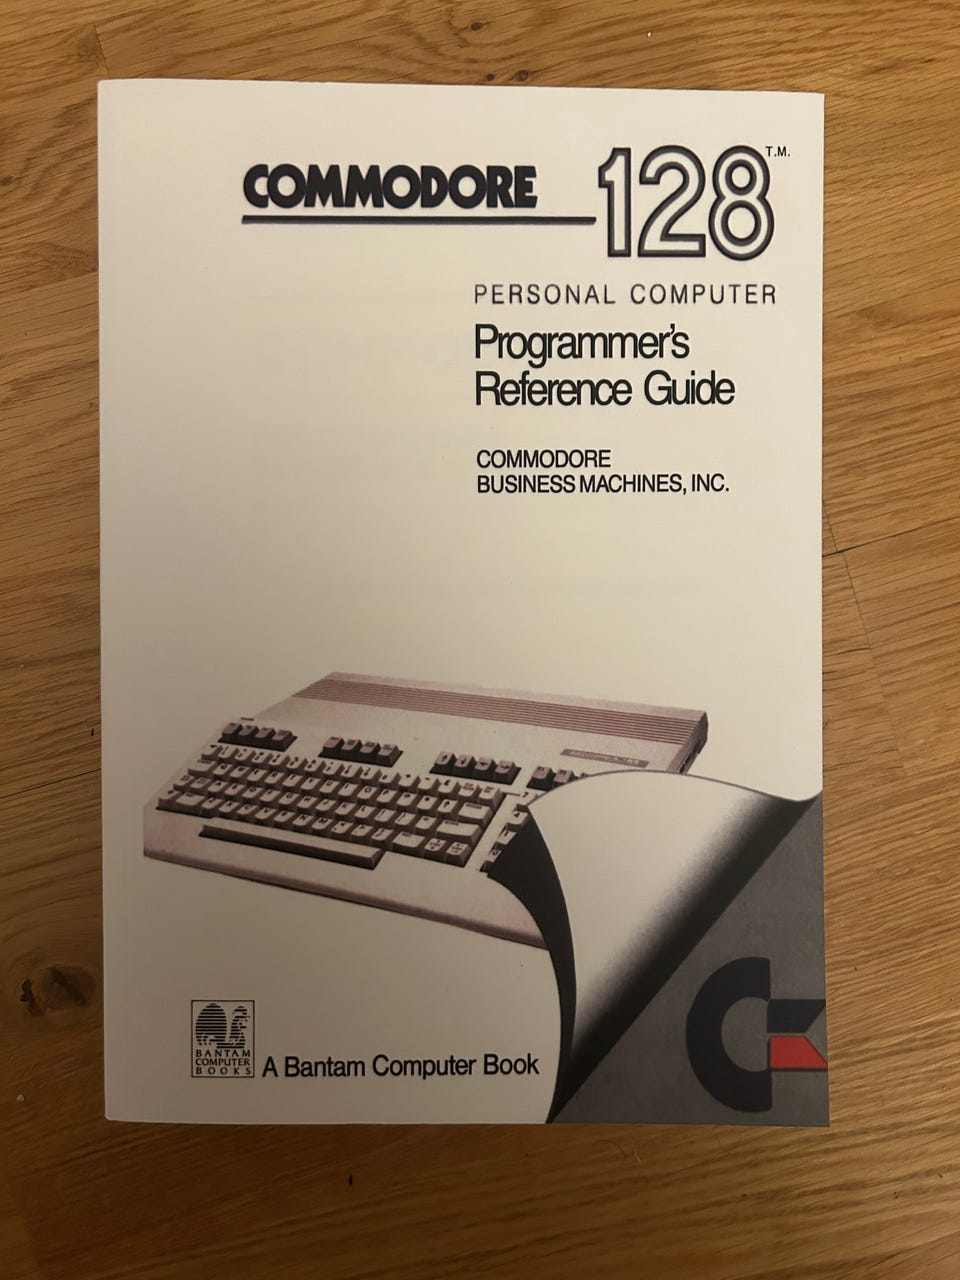 COMMODORE 128 T.M.
PERSONAL COMPUTER
Programmer's
Reference Guide
COMMODORE
BUSINESS MACHINES, INC.
BANTAM
COMPUTER
BOOKS
A Bantam Computer Book